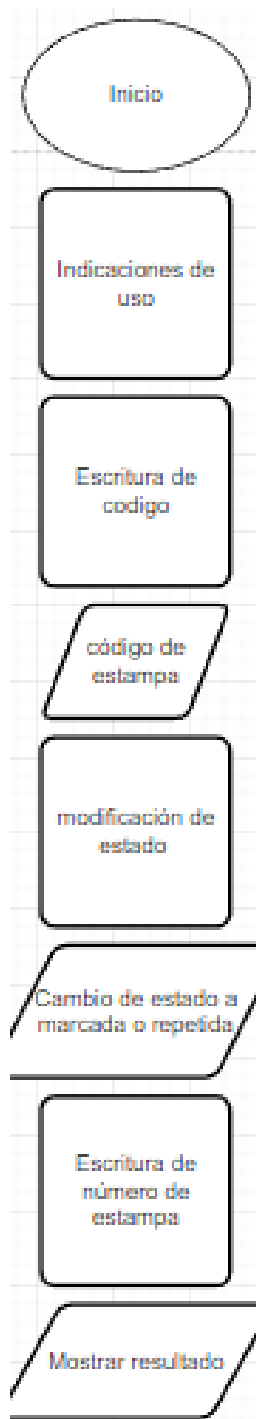 Inicio
Indicaciones de
uso
Escritura de
codigo
código de
estampa
modificación de
estado
Cambio de estado a
marcada o repetida
Escritura de
número de
estampa
Mostrar resultado